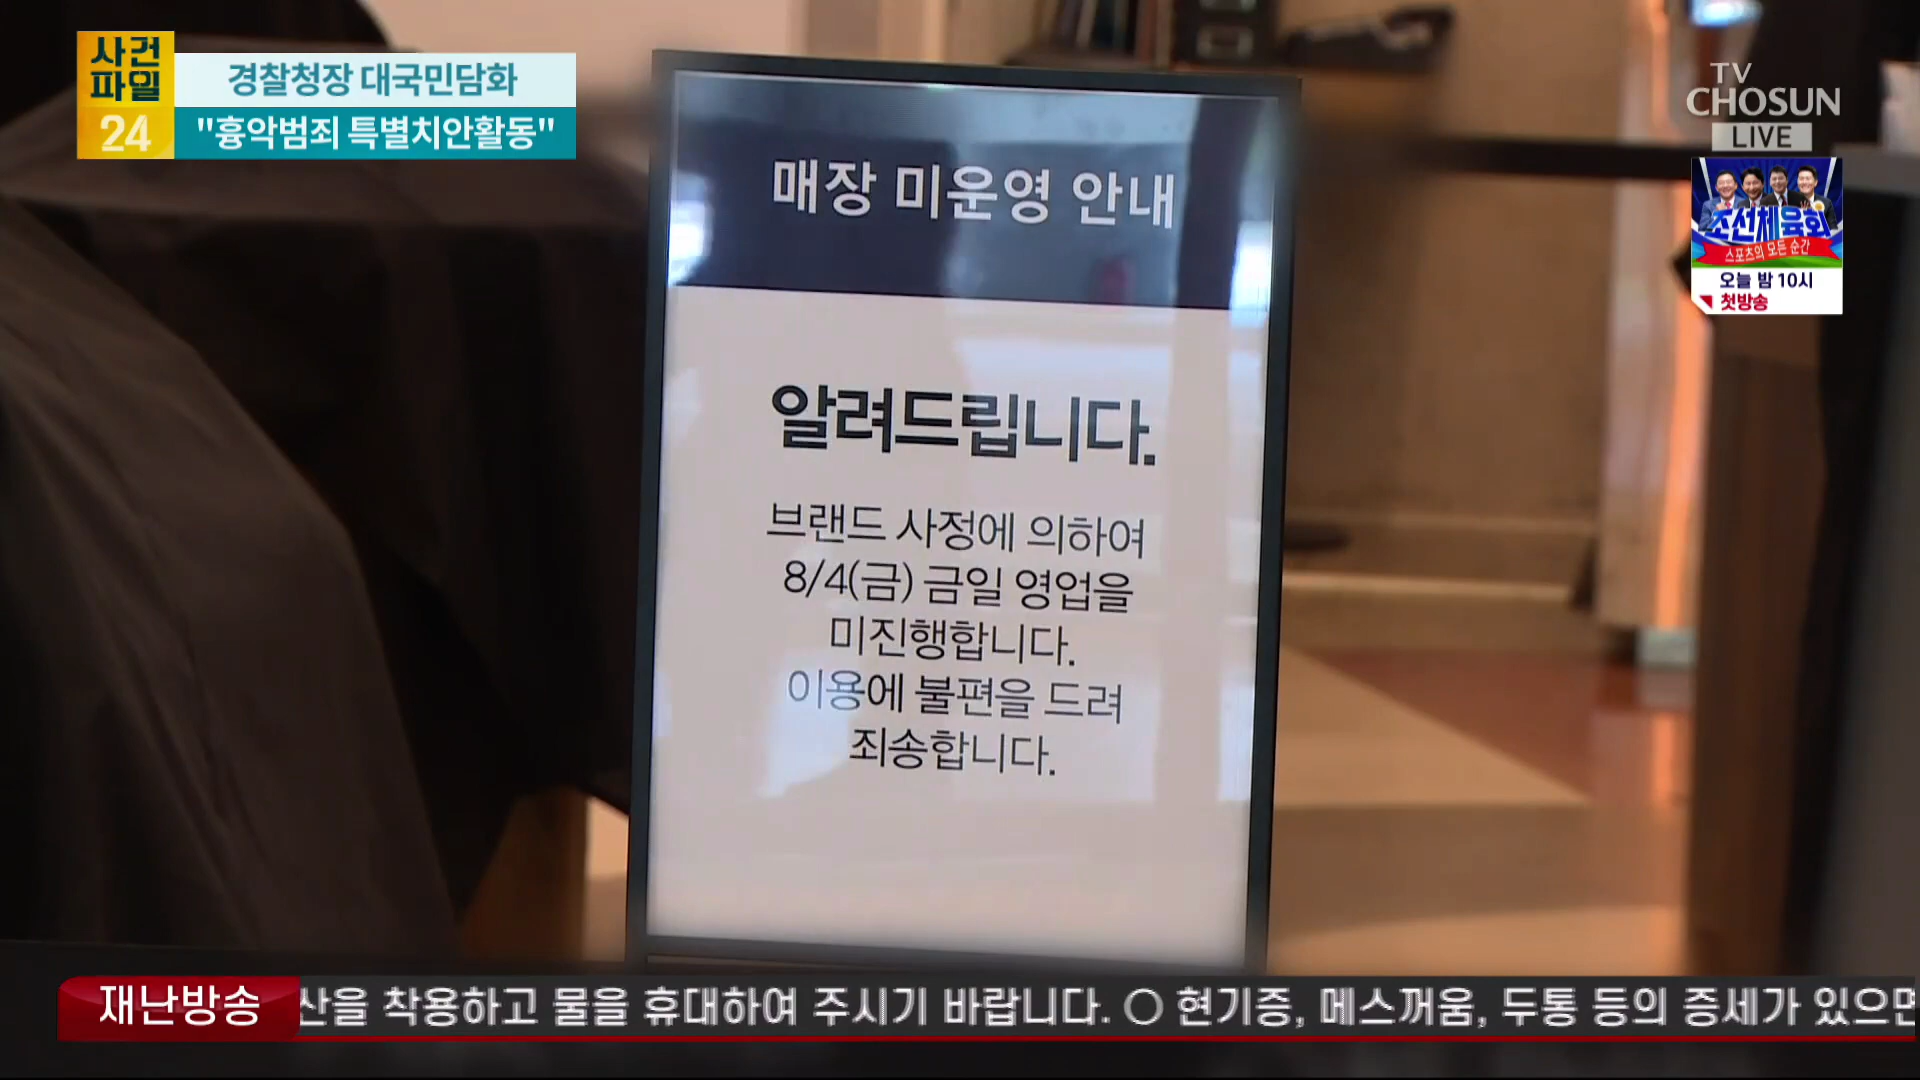 사건
파일
24
경찰청장 대국민담화
"흉악범죄 특별치안활동"
TV
CHOSUN
LIVE
조선체육회
스포츠의 모든 순간
오늘 밤 10시
첫방송
매장 미운영 안내
알려드립니다.
브랜드 사정에 의하여
8/4(금) 금일 영업을
미진행합니다.
이용에 불편을 드려
죄송합니다.
재난방송
산을 착용하고 물을 휴대하여 주시기 바랍니다. ○ 현기증, 메스꺼움, 두통 등의 증세가 있으면